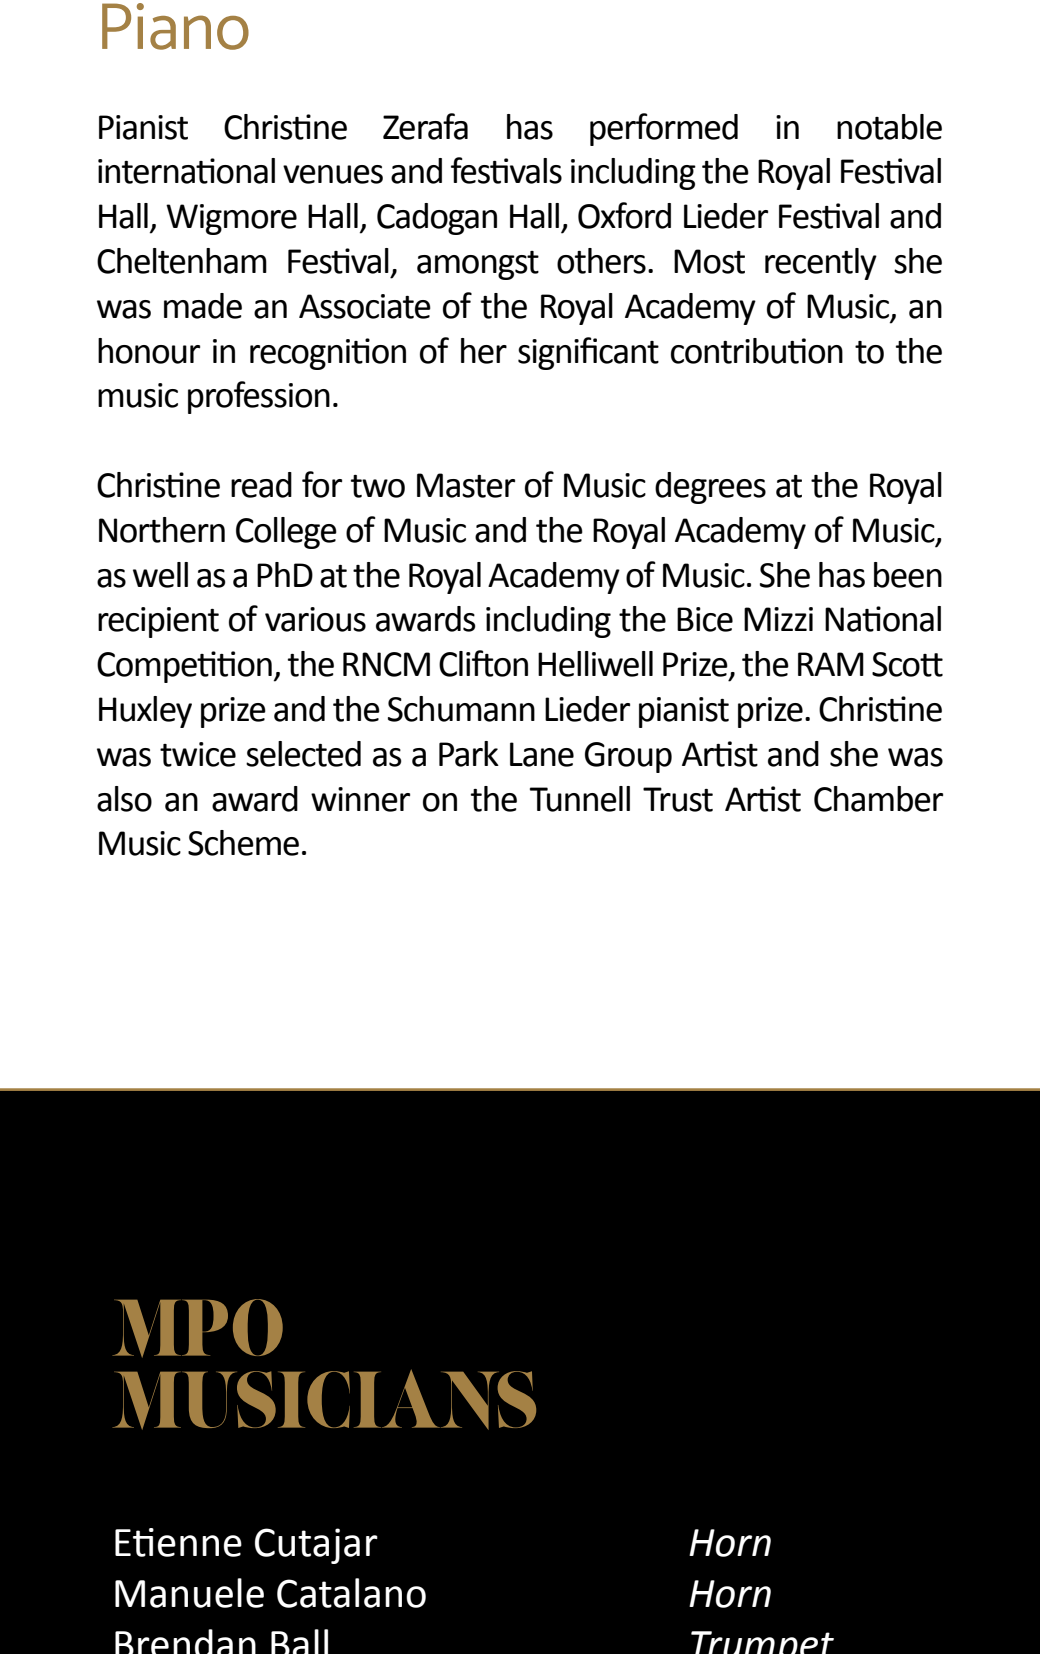 Piano
Pianist Christine Zerafa has performed in notable
international venues and festivals including the Royal Festival
Hall, Wigmore Hall, Cadogan Hall, Oxford Lieder Festival and
Cheltenham Festival, amongst others. Most recently she
was made an Associate of the Royal Academy of Music, an
honour in recognition of her significant contribution to the
music profession.
Christine read for two Master of Music degrees at the Royal
Northern College of Music and the Royal Academy of Music,
as well as a PhD at the Royal Academy of Music. She has been
recipient of various awards including the Bice Mizzi National
Competition, the RNCM Clifton Helliwell Prize, the RAM Scott
Huxley prize and the Schumann Lieder pianist prize. Christine
was twice selected as a Park Lane Group Artist and she was
also an award winner on the Tunnell Trust Artist Chamber
Music Scheme.
MPO
MUSICIANS
Etienne Cutajar Horn
Manuele Catalano Horn
Brendan Ball Trumpet